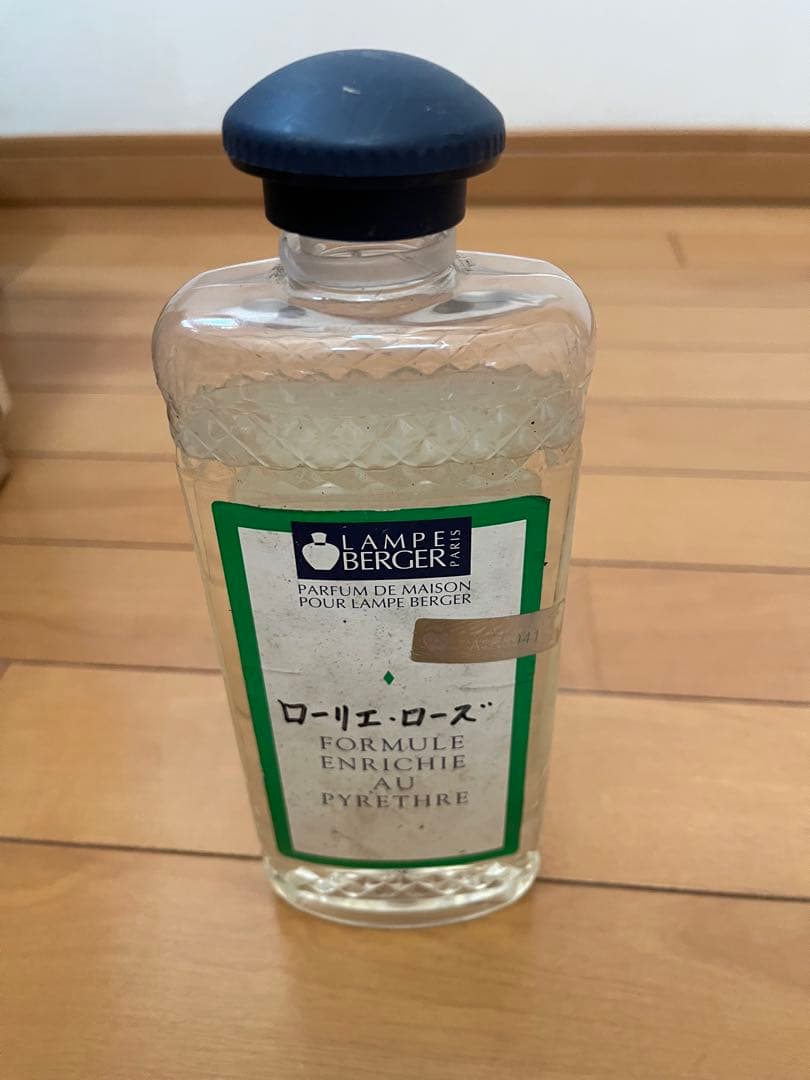 LAMPE
BERGER
PARIS
PARFUM DE MAISON
POUR LAMPE BERGER
ローリエ・ローズ
FORMULE
ENRICHIE
AU
PYRETHRE